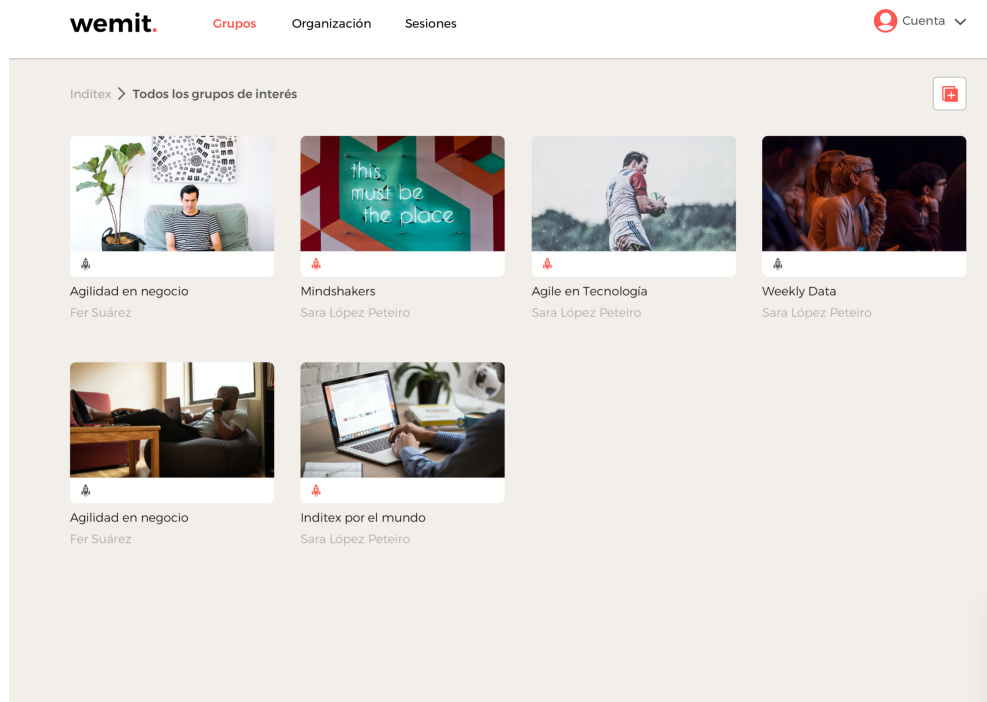 wemit.
Grupos
Organización
Sesiones
Cuenta
Inditex
Todos los grupos de interés
this
must be
the place
Agilidad en negocio
Fer Suárez
Mindshakers
Sara López Peteiro
Agile en Tecnología
Sara López Peteiro
Weekly Data
Sara López Peteiro
Agilidad en negocio
Fer Suárez
Inditex por el mundo
Sara López Peteiro